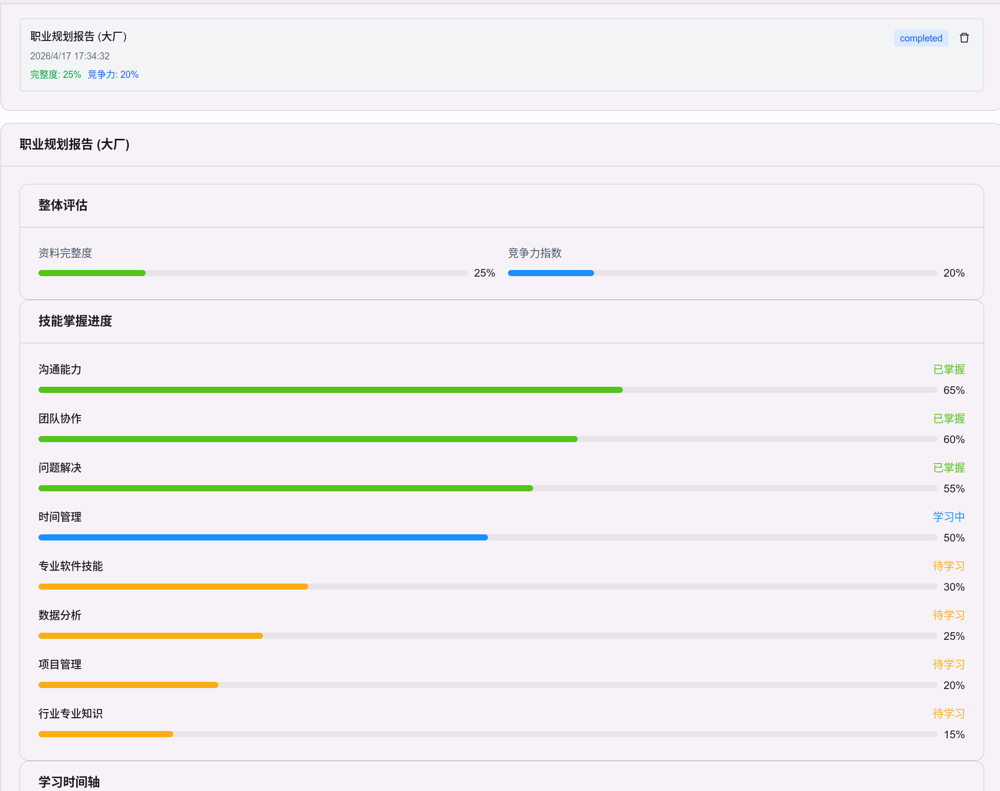 职业规划报告 (大厂)
completed
2026/4/17 17:34:32
完整度: 25% 竞争力: 20%
职业规划报告 (大厂)
整体评估
资料完整度
25%
竞争力指数
20%
技能掌握进度
沟通能力 已掌握
65%
团队协作 已掌握
60%
问题解决 已掌握
55%
时间管理 学习中
50%
专业软件技能 待学习
30%
数据分析 待学习
25%
项目管理 待学习
20%
行业专业知识 待学习
15%
学习时间轴